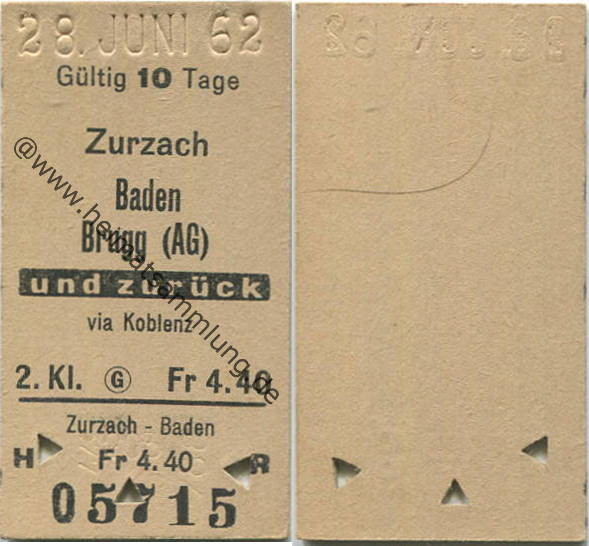 28. JUNI 62
Gültig 10 Tage
Zurzach
Baden
Brugg (AG)
und zurück
via Koblenz
2. Kl. G Fr 4.40
Zurzach - Baden
H Fr 4.40 R
05715
@www.heimatsammlung.de